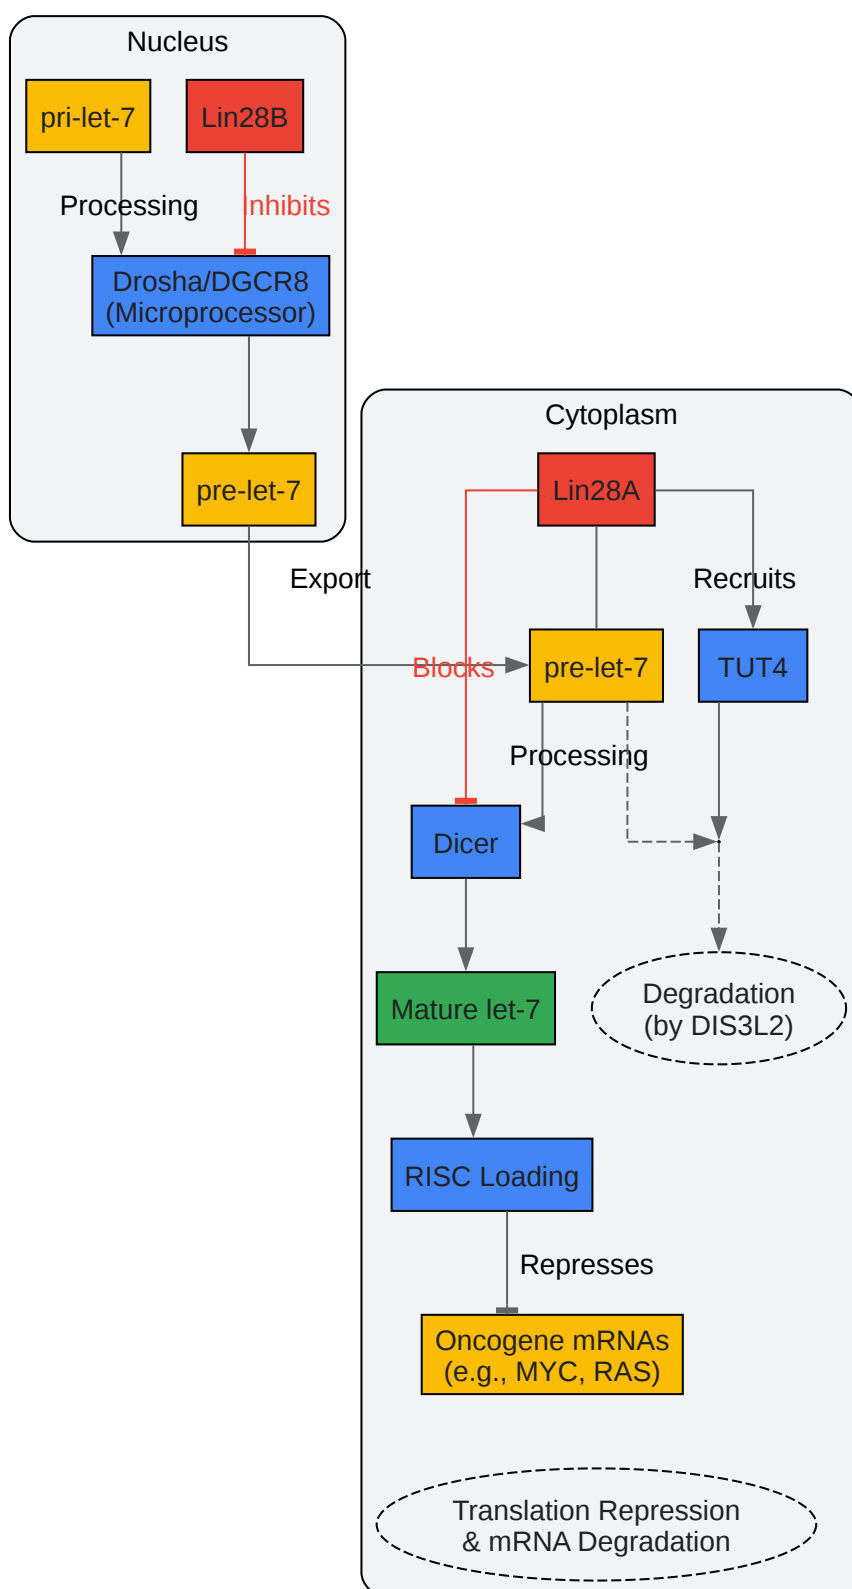 Nucleus
pri-let-7
Lin28B
Processing
Inhibits
Drosha/DGCR8
(Microprocessor)
pre-let-7
Cytoplasm
Lin28A
Export
Recruits
Blocks
pre-let-7
TUT4
Processing
Dicer
Mature let-7
Degradation
(by DIS3L2)
RISC Loading
Represses
Oncogene mRNAs
(e.g., MYC, RAS)
Translation Repression
& mRNA Degradation